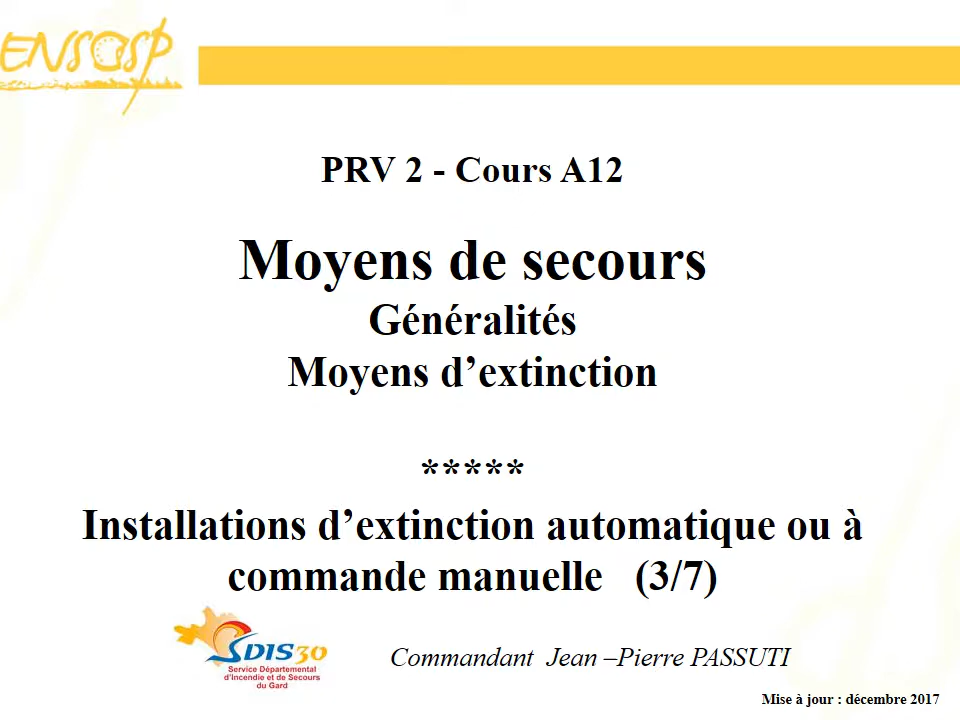 ENSOSP
PRV 2 - Cours A12
Moyens de secours
Généralités
Moyens d’extinction
*****
Installations d’extinction automatique ou à
commande manuelle (3/7)
SDIS30
Service Départemental
d'Incendie et de Secours
du Gard
Commandant Jean –Pierre PASSUTI
Mise à jour : décembre 2017